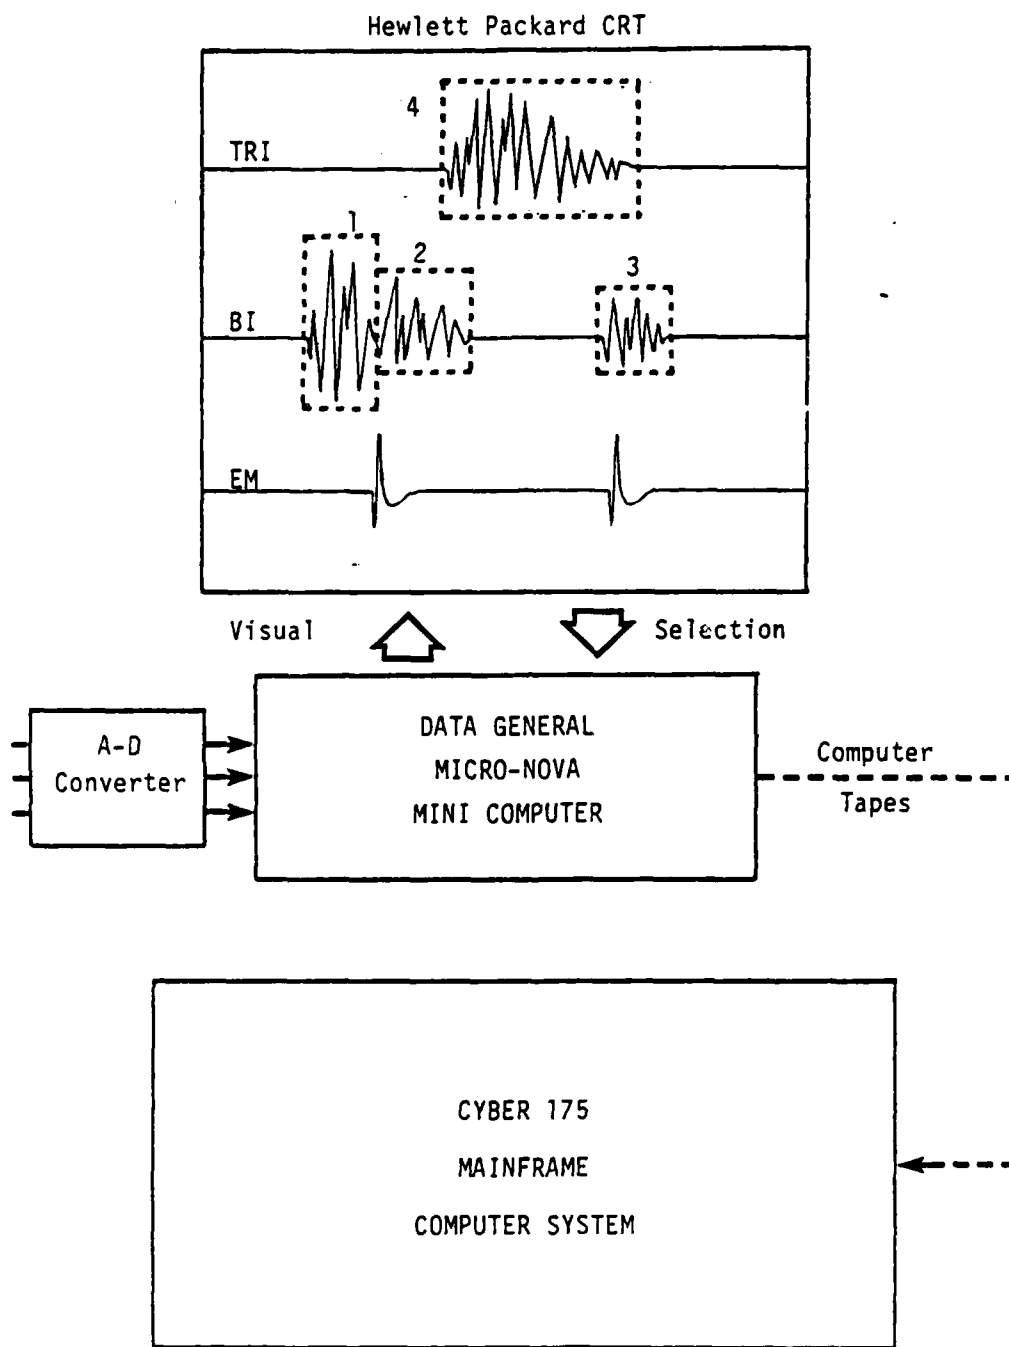 Hewlett Packard CRT
4
TRI
1
2
3
BI
EM
Visual
Selection
A-D
Converter
DATA GENERAL
MICRO-NOVA
MINI COMPUTER
Computer
Tapes
CYBER 175
MAINFRAME
COMPUTER SYSTEM